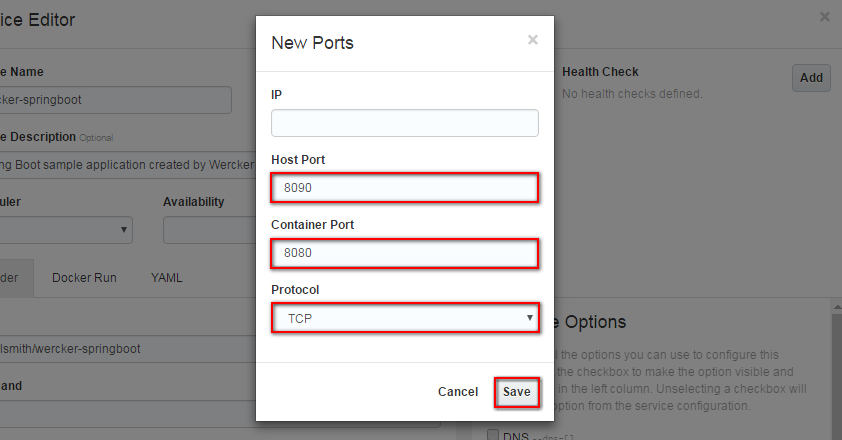 ice Editor
New Ports
e Name
cker-springboot
Health Check
Add
No health checks defined.
IP
e Description Optional
ng Boot sample application created by Wercker
Host Port
8090
uler
Availability
Container Port
8080
der
Docker Run
YAML
Protocol
TCP
e Options
lsmith/wercker-springboot
l the options you can use to configure this
the checkbox to make the option visible and
in the left column. Unselecting a checkbox will
option from the service configuration.
and
Cancel
Save
DNS --dns=[]